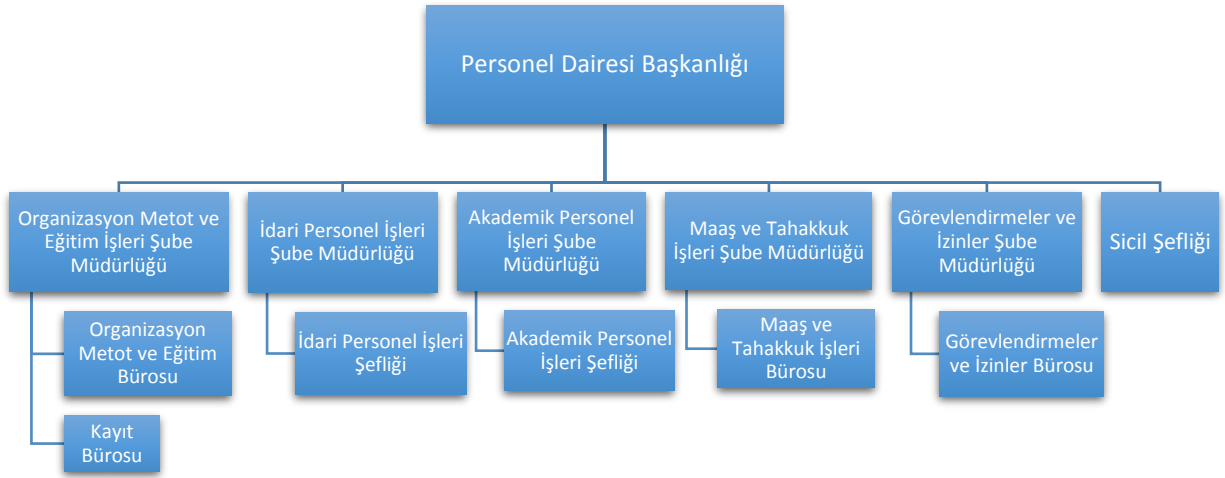 Personel Dairesi Başkanlığı
Organizasyon Metot ve
Eğitim İşleri Şube
Müdürlüğü
İdari Personel İşleri
Şube Müdürlüğü
Akademik Personel
İşleri Şube
Müdürlüğü
Maaş ve Tahakkuk
İşleri Şube Müdürlüğü
Görevlendirmeler ve
İzinler Şube
Müdürlüğü
Sicil Şefliği
Organizasyon
Metot ve Eğitim
Bürosu
İdari Personel İşleri
Şefliği
Akademik Personel
İşleri Şefliği
Maaş ve
Tahakkuk İşleri
Bürosu
Görevlendirmeler
ve İzinler Bürosu
Kayıt
Bürosu